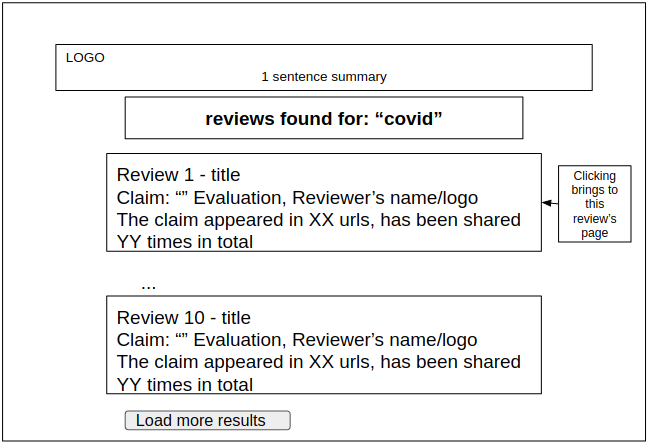 LOGO
1 sentence summary
reviews found for: “covid”
Review 1 - title
Claim: “” Evaluation, Reviewer’s name/logo
The claim appeared in XX urls, has been shared
YY times in total
Clicking
brings to
this
review’s
page
...
Review 10 - title
Claim: “” Evaluation, Reviewer’s name/logo
The claim appeared in XX urls, has been shared
YY times in total
Load more results